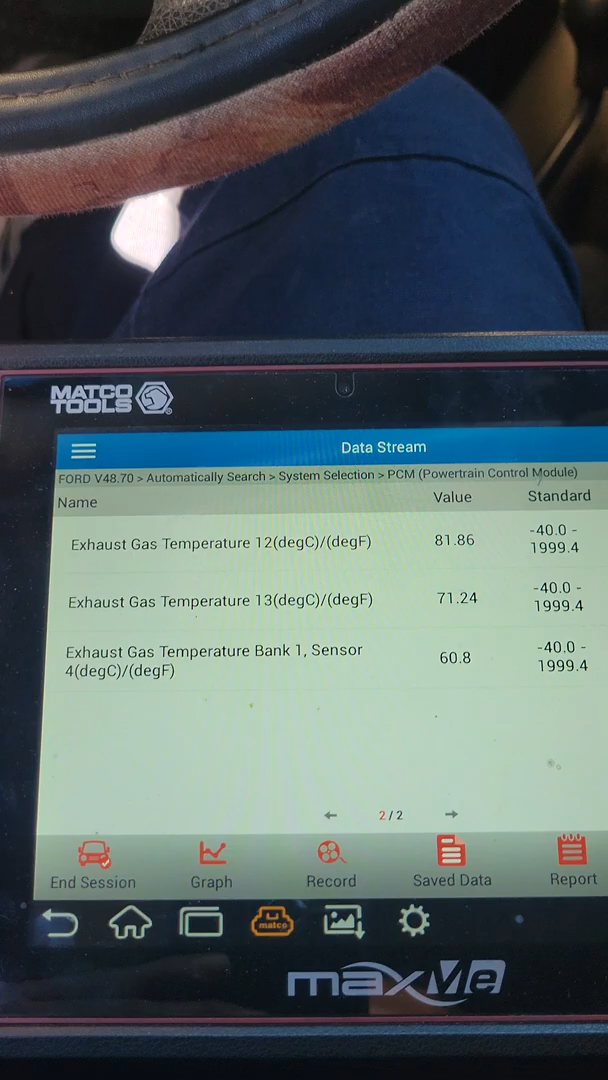 MATCO
TOOLS
Data Stream
FORD V48.70 > Automatically Search > System Selection > PCM (Powertrain Control Module)
Name Value Standard
Exhaust Gas Temperature 12(degC)/(degF) 81.86 -40.0 -
1999.4
Exhaust Gas Temperature 13(degC)/(degF) 71.24 -40.0 -
1999.4
Exhaust Gas Temperature Bank 1, Sensor
4(degC)/(degF) 60.8 -40.0 -
1999.4
2/2
End Session Graph Record Saved Data Report
matco
maxMe